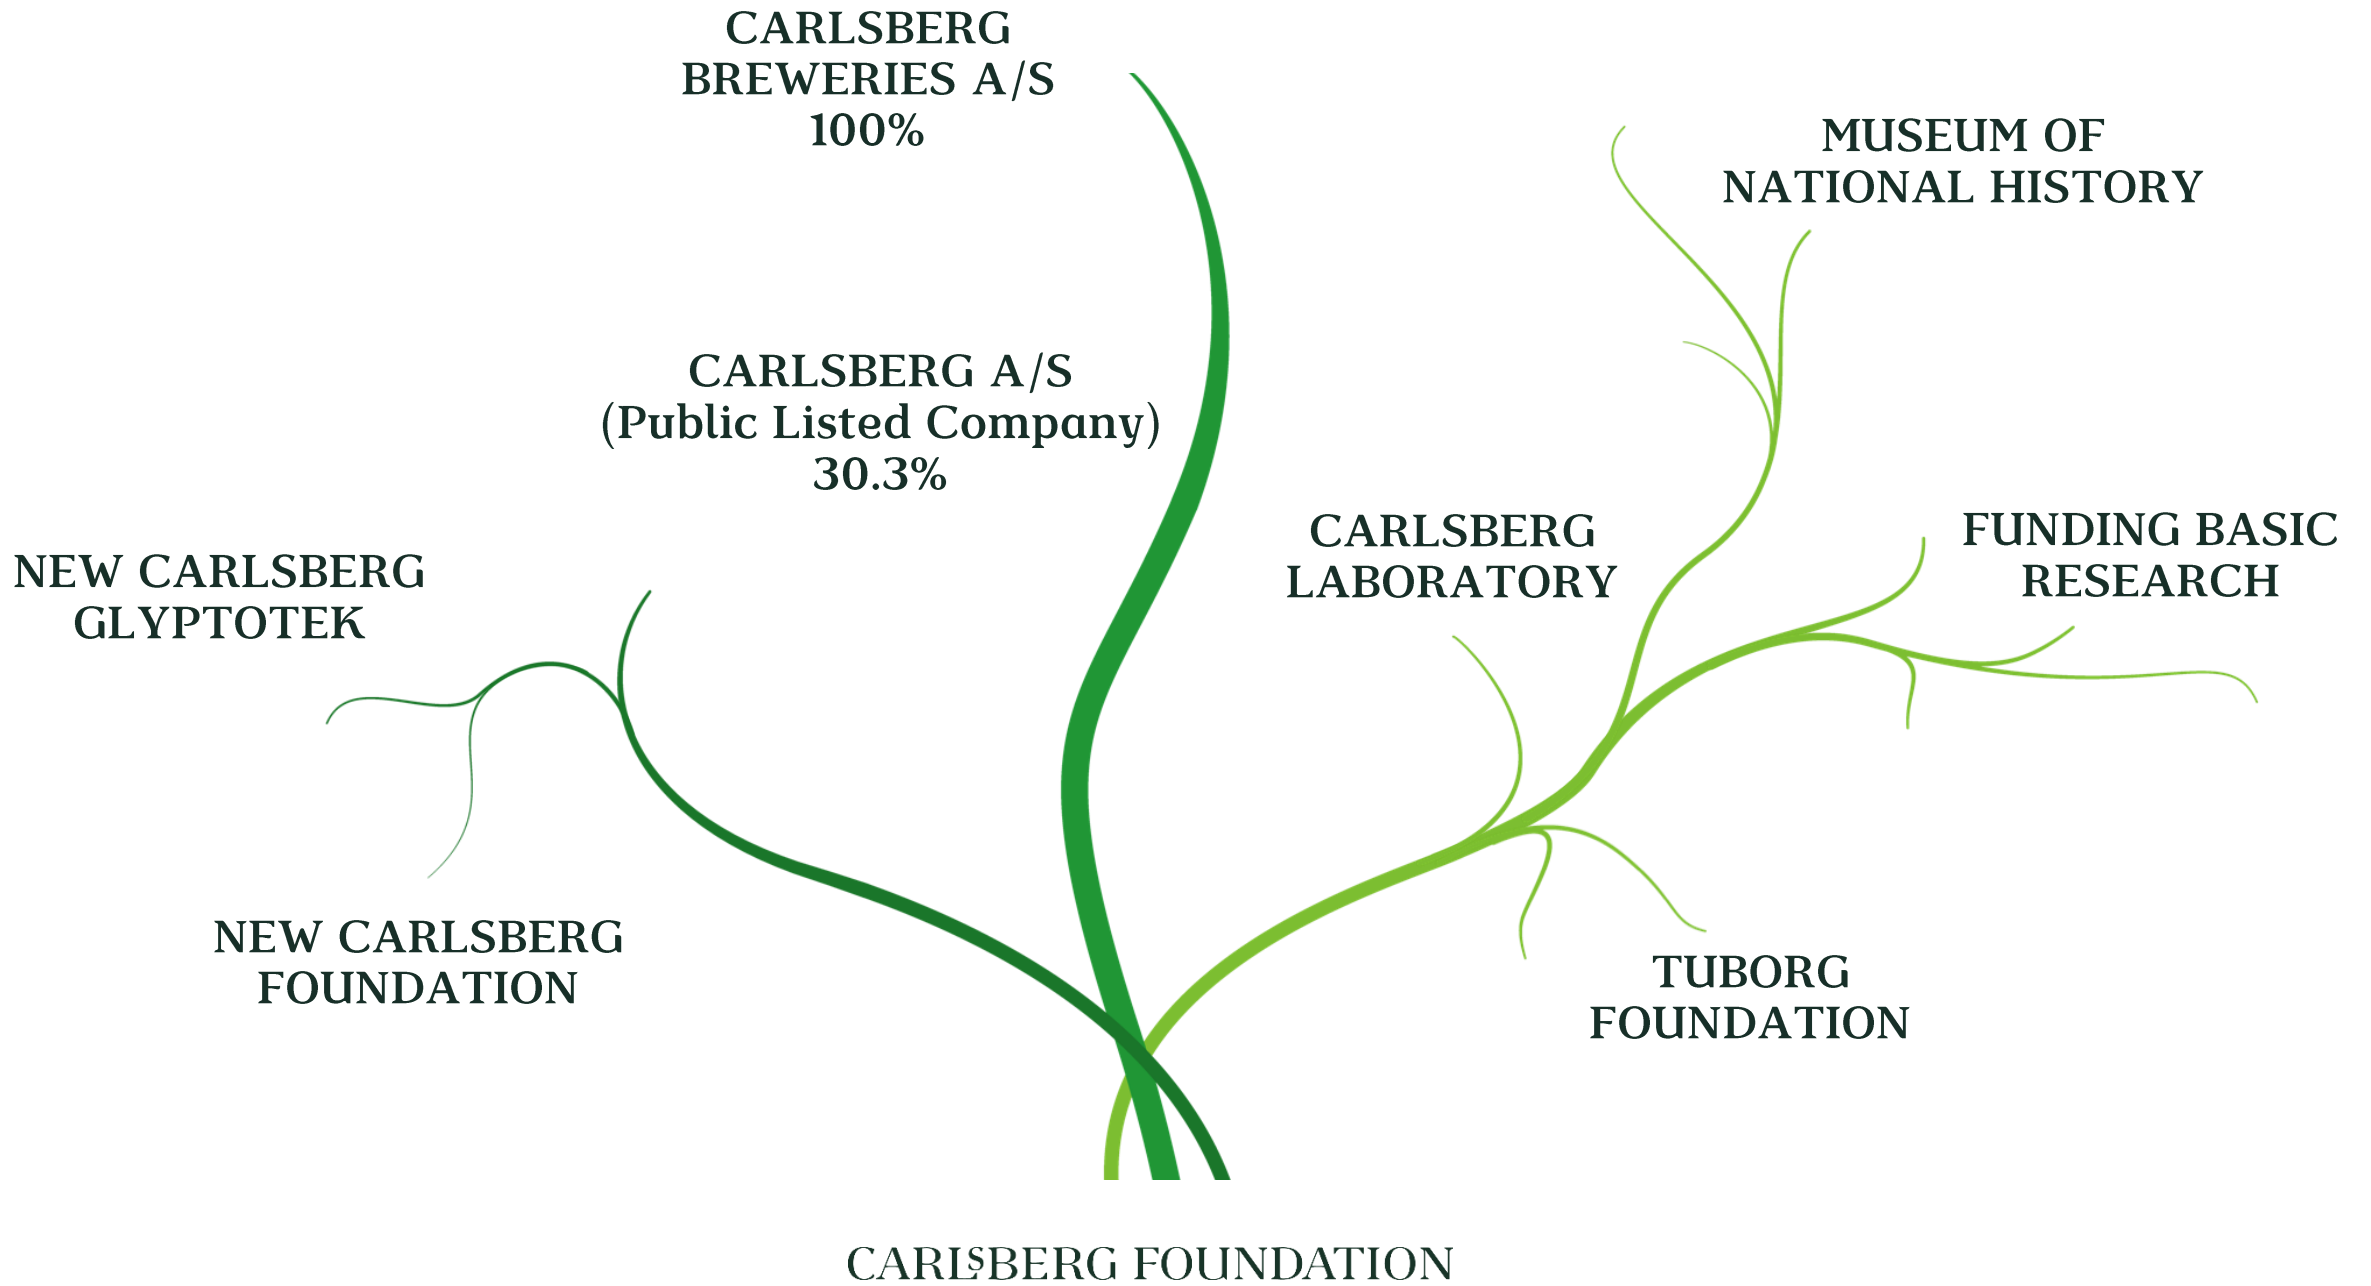 CARLSBERG
BREWERIES A/S
100%
MUSEUM OF
NATIONAL HISTORY
CARLSBERG A/S
(Public Listed Company)
30.3%
CARLSBERG
LABORATORY
FUNDING BASIC
RESEARCH
NEW CARLSBERG
GLYPTOTEK
NEW CARLSBERG
FOUNDATION
TUBORG
FOUNDATION
CARLSBERG FOUNDATION